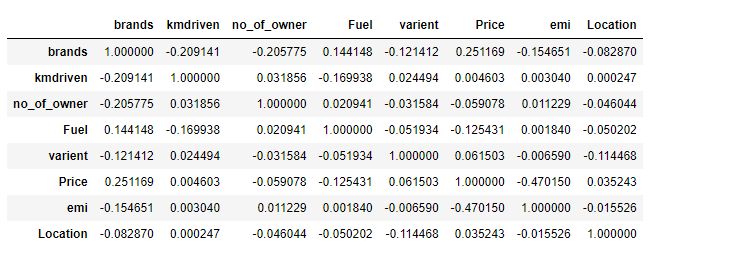 brands kmdriven no_of_owner Fuel varient Price emi Location
brands 1.000000 -0.209141 -0.205775 0.144148 -0.121412 0.251169 -0.154651 -0.082870
kmdriven -0.209141 1.000000 0.031856 -0.169938 0.024494 0.004603 0.003040 0.000247
no_of_owner -0.205775 0.031856 1.000000 0.020941 -0.031584 -0.059078 0.011229 -0.046044
Fuel 0.144148 -0.169938 0.020941 1.000000 -0.051934 -0.125431 0.001840 -0.050202
varient -0.121412 0.024494 -0.031584 -0.051934 1.000000 0.061503 -0.006590 -0.114468
Price 0.251169 0.004603 -0.059078 -0.125431 0.061503 1.000000 -0.470150 0.035243
emi -0.154651 0.003040 0.011229 0.001840 -0.006590 -0.470150 1.000000 -0.015526
Location -0.082870 0.000247 -0.046044 -0.050202 -0.114468 0.035243 -0.015526 1.000000